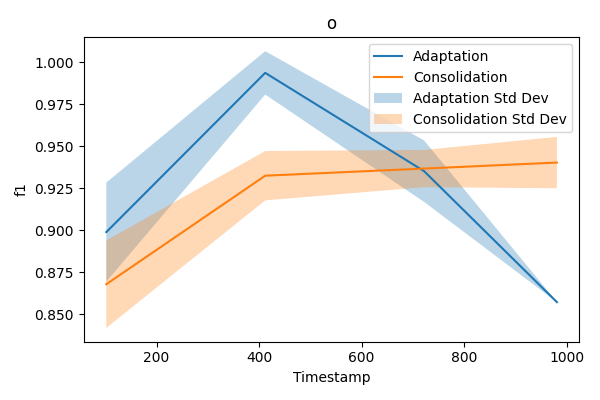 o
Adaptation
Consolidation
Adaptation Std Dev
Consolidation Std Dev
f1
1.000
0.975
0.950
0.925
0.900
0.875
0.850
200 400 600 800 1000
Timestamp